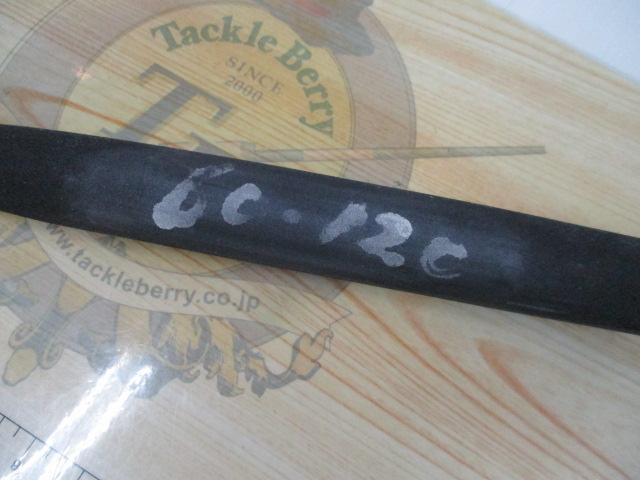 Tackle Berry
SINCE
2000
6C-12C
www.tackleberry.co.jp